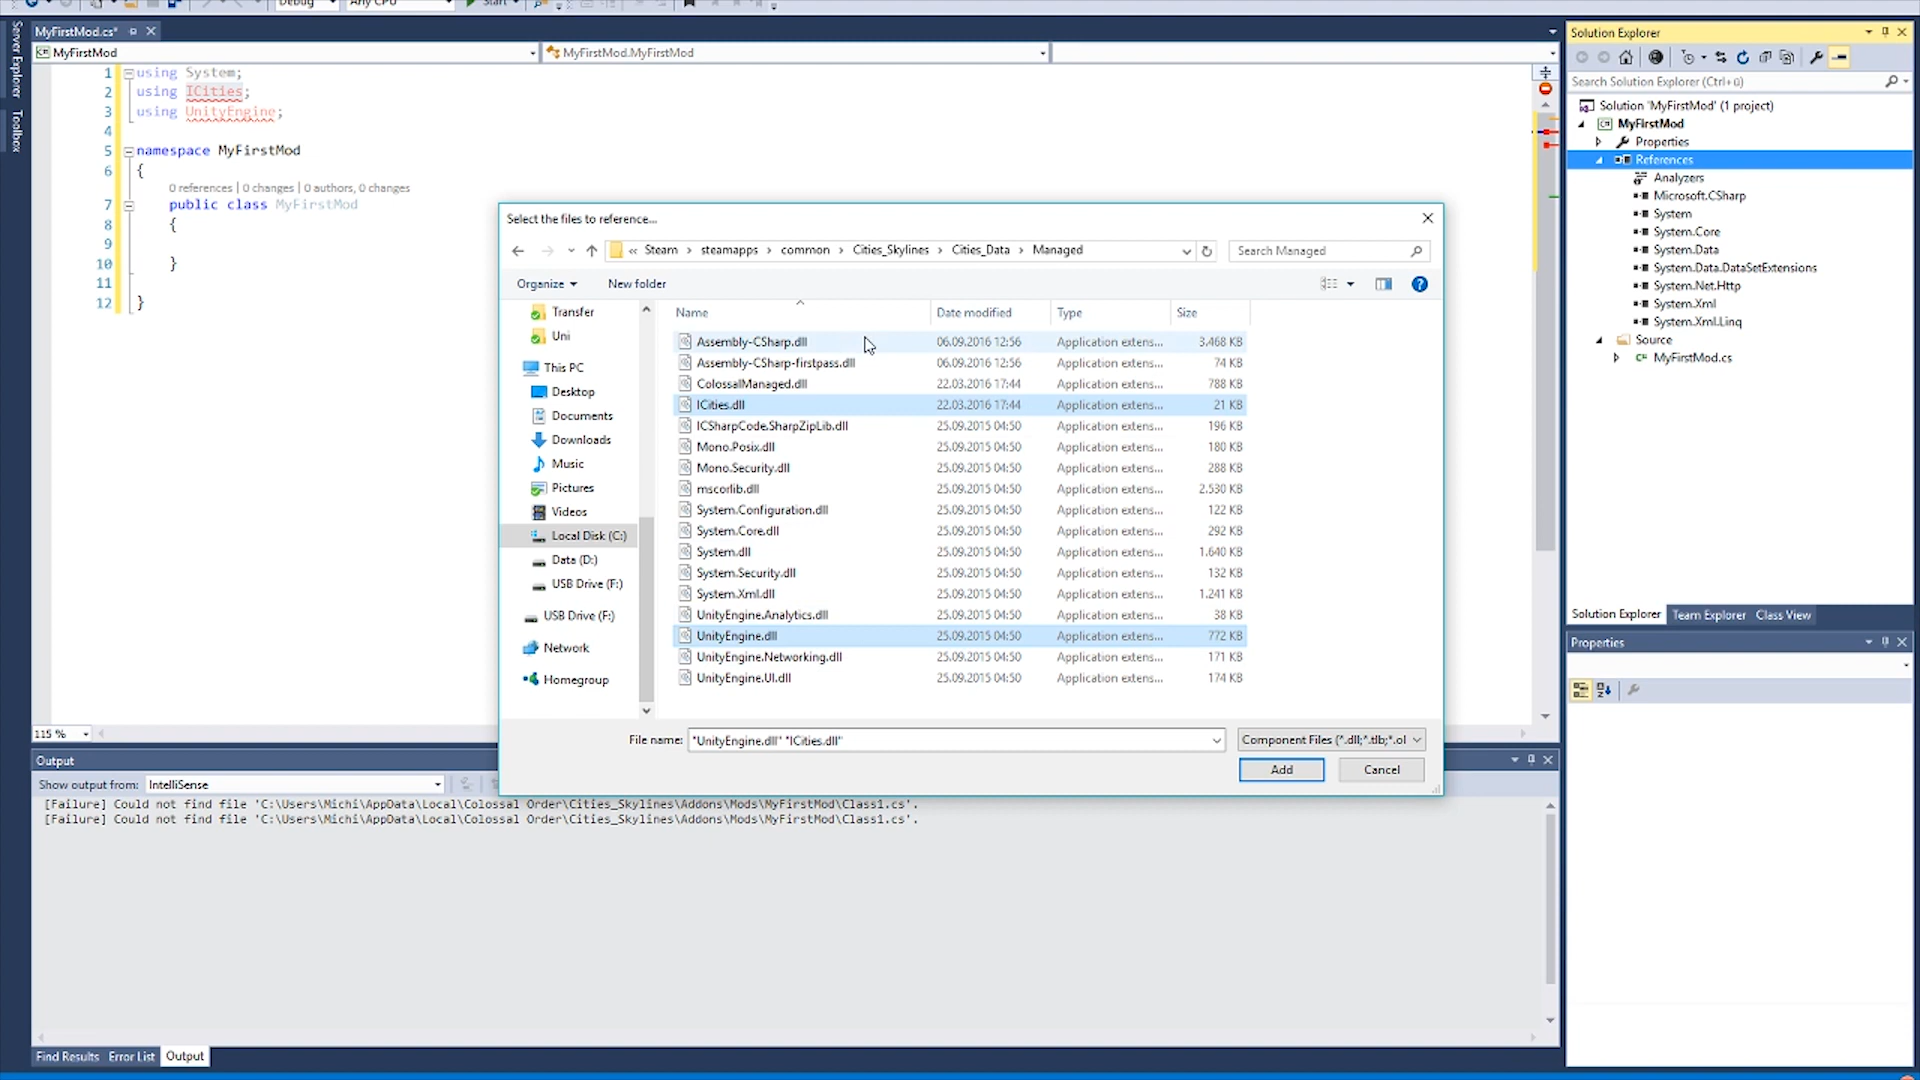 Debug
Any CPU
Start
MyFirstMod.cs*
MyFirstMod
MyFirstMod.MyFirstMod
Server Explorer
Toolbox
1 using System;
2 using ICities;
3 using UnityEngine;
4
5 namespace MyFirstMod
6 {
0 references | 0 changes | 0 authors, 0 changes
7 public class MyFirstMod
8 {
9
10 }
11
12 }
115 %
Select the files to reference...
« Steam › steamapps › common › Cities_Skylines › Cities_Data › Managed
Search Managed
Organize
New folder
Transfer
Uni
This PC
Desktop
Documents
Downloads
Music
Pictures
Videos
Local Disk (C:)
Data (D:)
USB Drive (F:)
USB Drive (F:)
Network
Homegroup
Name Date modified Type Size
Assembly-CSharp.dll 06.09.2016 12:56 Application extens... 3.468 KB
Assembly-CSharp-firstpass.dll 06.09.2016 12:56 Application extens... 74 KB
ColossalManaged.dll 22.03.2016 17:44 Application extens... 788 KB
ICities.dll 22.03.2016 17:44 Application extens... 21 KB
ICSharpCode.SharpZipLib.dll 25.09.2015 04:50 Application extens... 196 KB
Mono.Posix.dll 25.09.2015 04:50 Application extens... 180 KB
Mono.Security.dll 25.09.2015 04:50 Application extens... 288 KB
mscorlib.dll 25.09.2015 04:50 Application extens... 2.530 KB
System.Configuration.dll 25.09.2015 04:50 Application extens... 122 KB
System.Core.dll 25.09.2015 04:50 Application extens... 292 KB
System.dll 25.09.2015 04:50 Application extens... 1.640 KB
System.Security.dll 25.09.2015 04:50 Application extens... 132 KB
System.Xml.dll 25.09.2015 04:50 Application extens... 1.241 KB
UnityEngine.Analytics.dll 25.09.2015 04:50 Application extens... 38 KB
UnityEngine.dll 25.09.2015 04:50 Application extens... 772 KB
UnityEngine.Networking.dll 25.09.2015 04:50 Application extens... 171 KB
UnityEngine.UI.dll 25.09.2015 04:50 Application extens... 174 KB
File name: "UnityEngine.dll" "ICities.dll"
Component Files (*.dll;*.tlb;*.ol
Add
Cancel
Output
Show output from: IntelliSense
[Failure] Could not find file 'C:\Users\Michi\AppData\Local\Colossal Order\Cities_Skylines\Addons\Mods\MyFirstMod\Class1.cs'.
[Failure] Could not find file 'C:\Users\Michi\AppData\Local\Colossal Order\Cities_Skylines\Addons\Mods\MyFirstMod\Class1.cs'.
Find Results Error List Output
Solution Explorer
Search Solution Explorer (Ctrl+ü)
Solution 'MyFirstMod' (1 project)
MyFirstMod
Properties
References
Analyzers
Microsoft.CSharp
System
System.Core
System.Data
System.Data.DataSetExtensions
System.Net.Http
System.Xml
System.Xml.Linq
Source
MyFirstMod.cs
Solution Explorer Team Explorer Class View
Properties